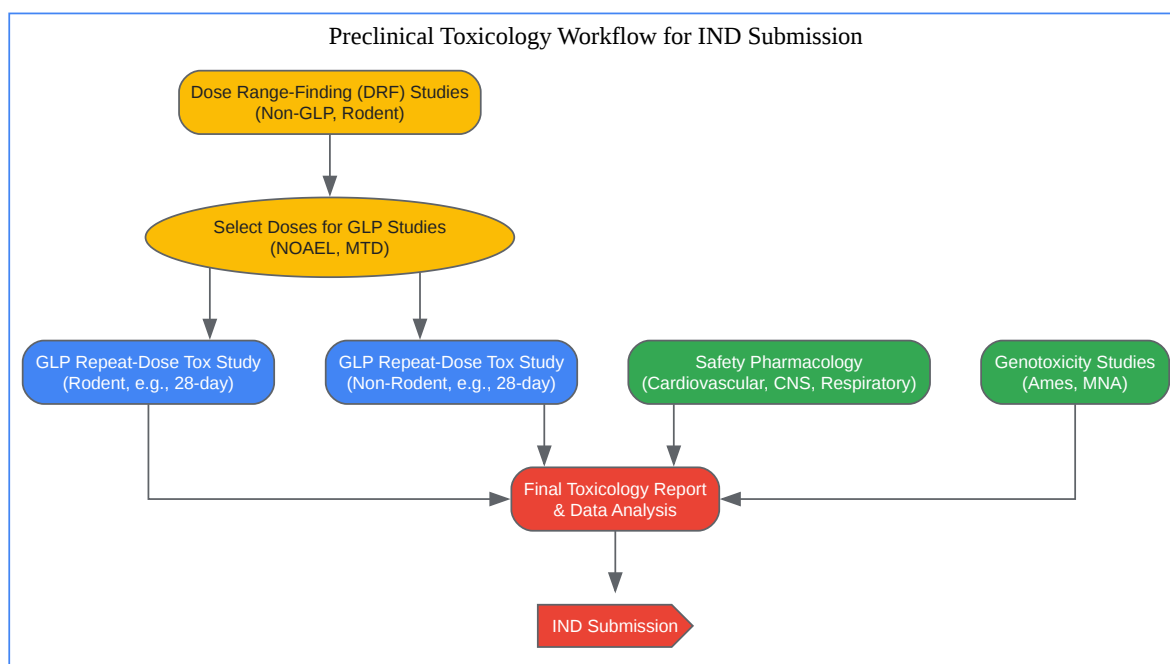 Preclinical Toxicology Workflow for IND Submission
Dose Range-Finding (DRF) Studies
(Non-GLP, Rodent)
Select Doses for GLP Studies
(NOAEL, MTD)
GLP Repeat-Dose Tox Study
(Rodent, e.g., 28-day)
GLP Repeat-Dose Tox Study
(Non-Rodent, e.g., 28-day)
Safety Pharmacology
(Cardiovascular, CNS, Respiratory)
Genotoxicity Studies
(Ames, MNA)
Final Toxicology Report
& Data Analysis
IND Submission